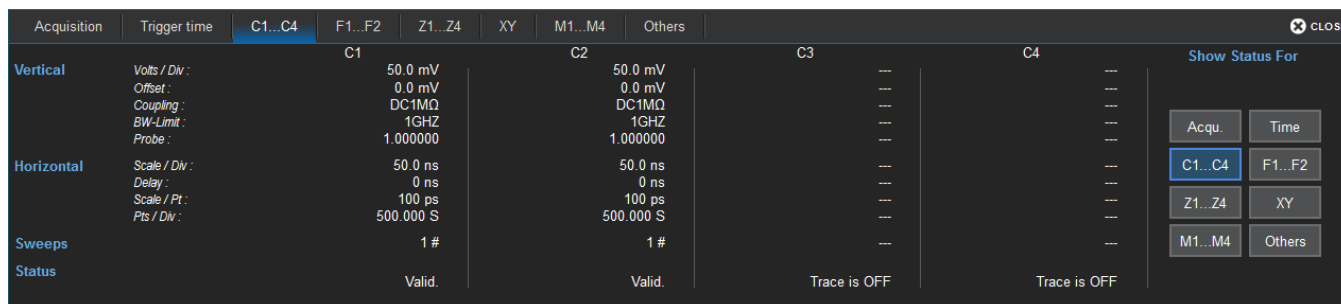 Acquisition Trigger time C1...C4 F1...F2 Z1...Z4 XY M1...M4 Others CLOS
C1 C2 C3 C4 Show Status For
Vertical Volts / Div : 50.0 mV 50.0 mV --- ---
Offset : 0.0 mV 0.0 mV --- ---
Coupling : DC1MΩ DC1MΩ --- ---
BW-Limit : 1GHZ 1GHZ --- ---
Probe : 1.000000 1.000000 --- ---
Acqu. Time
Horizontal Scale / Div : 50.0 ns 50.0 ns --- ---
C1...C4 F1...F2
Delay : 0 ns 0 ns --- ---
Scale / Pt : 100 ps 100 ps --- ---
Z1...Z4 XY
Pts / Div : 500.000 S 500.000 S --- ---
Sweeps 1 # 1 # --- ---
M1...M4 Others
Status Valid. Valid. Trace is OFF Trace is OFF